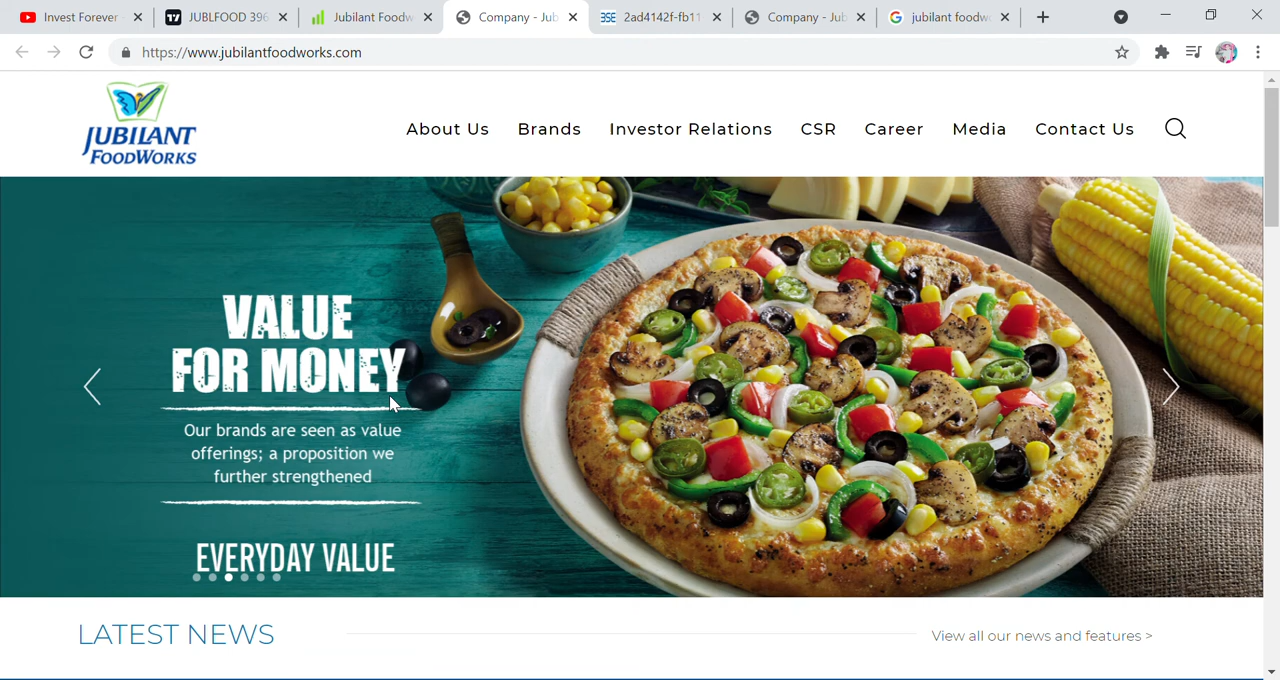 Invest Forever
JUBLFOOD 396
Jubilant Foodw
Company - Jub
2ad4142f-fb11
Company - Jub
jubilant foodw
https://www.jubilantfoodworks.com
JUBILANT
FOODWORKS
About Us
Brands
Investor Relations
CSR
Career
Media
Contact Us
VALUE
FOR MONEY
Our brands are seen as value
offerings; a proposition we
further strengthened
EVERYDAY VALUE
LATEST NEWS
View all our news and features >